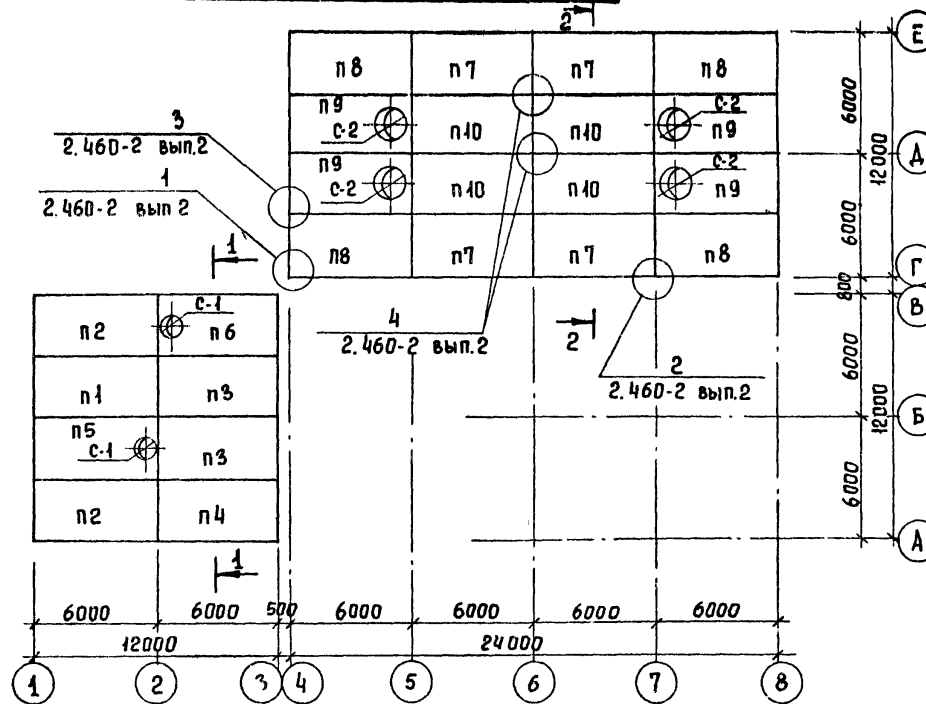 2
Е
п8 п7 п7 п8
п9 С-2 п10 п10 С-2 п9
п9 С-2 п10 п10 С-2 п9
п8 п7 п7 п8
3
2.460-2 вып.2
1
2.460-2 вып 2
1
4
2.460-2 вып.2
2
2
2.460-2 вып.2
6000
12000
Д
6000
Г
800
В
6000
12000
Б
6000
А
п2 С-1 п6
п1 п3
п5 С-1 п3
п2 п4
1
6000 6000 500 6000 6000 6000 6000
12000 24000
1 2 3 4 5 6 7 8